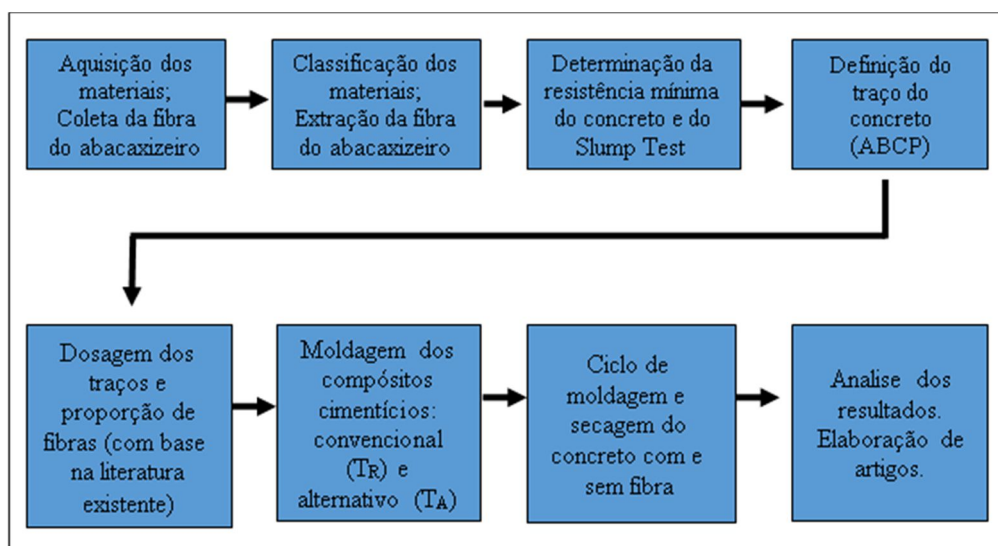 Aquisição dos
materiais;
Coleta da fibra
do abacaxizeiro
Classificação dos
materiais;
Extração da fibra
do abacaxizeiro
Determinação da
resistência mínima
do concreto e do
Slump Test
Definição do
traço do
concreto
(ABCP)
Dosagem dos
traços e
proporção de
fibras (com base
na literatura
existente)
Moldagem dos
compósitos
cimentícios:
convencional
(TR) e
alternativo (TA)
Ciclo de
moldagem e
secagem do
concreto com e
sem fibra
Analise dos
resultados.
Elaboração de
artigos.